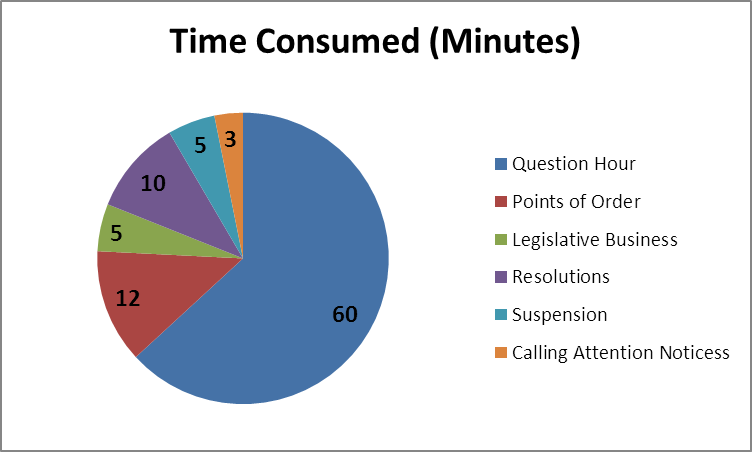 Time Consumed (Minutes)
5
3
10
5
12
60
Question Hour
Points of Order
Legislative Business
Resolutions
Suspension
Calling Attention Noticess